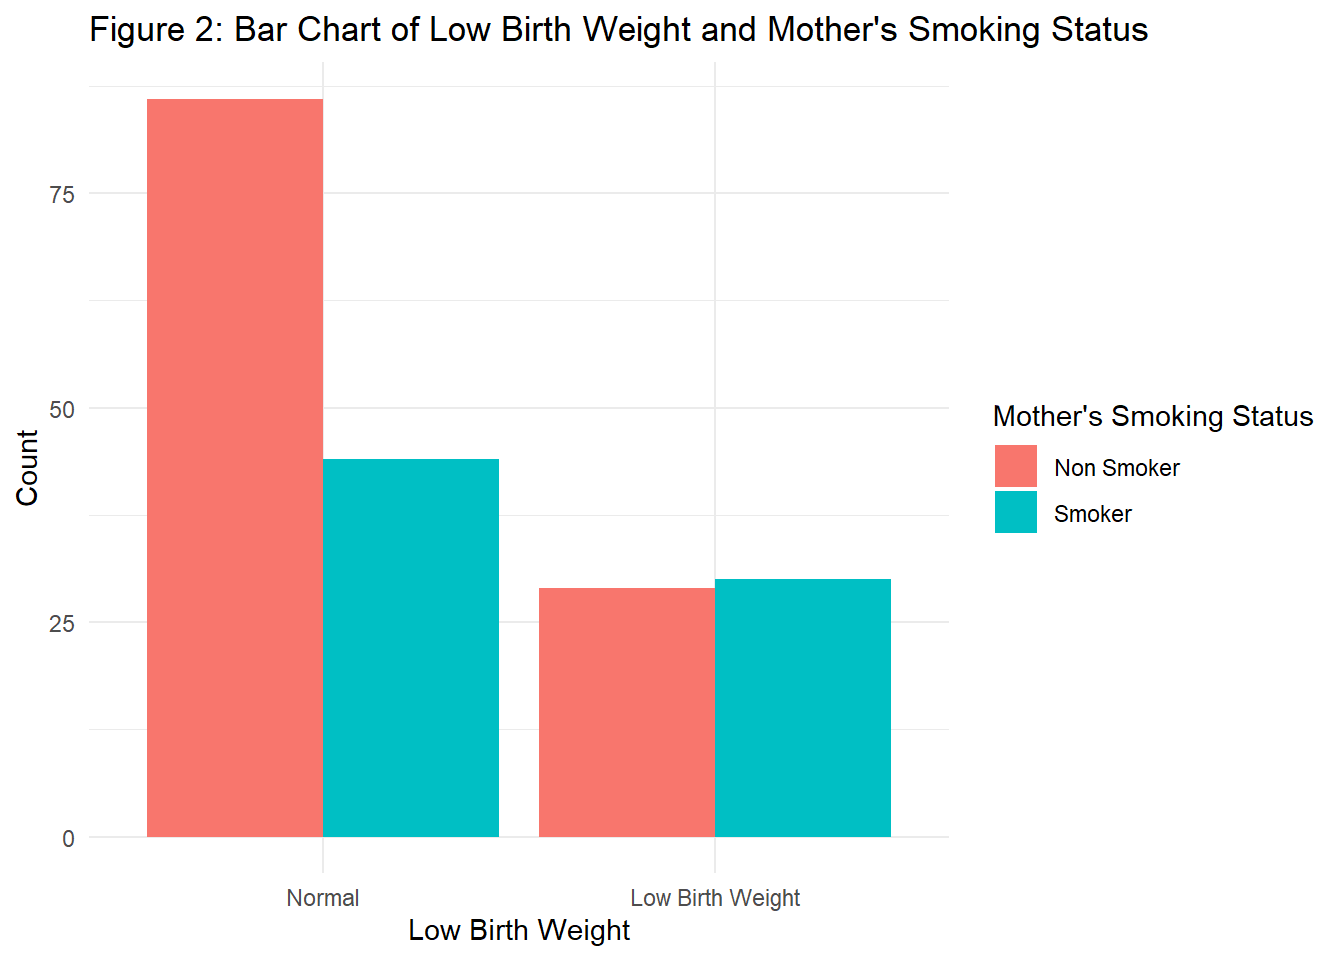 Figure 2: Bar Chart of Low Birth Weight and Mother's Smoking Status
75
50
25
0
Count
Normal
Low Birth Weight
Low Birth Weight
Mother's Smoking Status
Non Smoker
Smoker